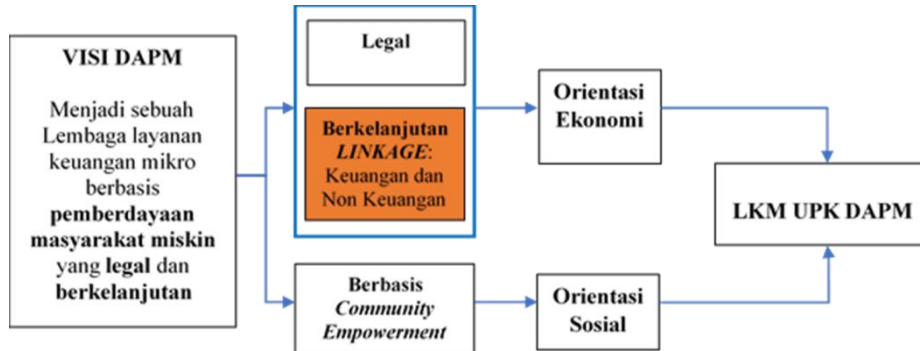 VISI DAPM
Menjadi sebuah
Lembaga layanan
keuangan mikro
berbasis
pemberdayaan
masyarakat miskin
yang legal dan
berkelanjutan
Legal
Berkelanjutan
LINKAGE:
Keuangan dan
Non Keuangan
Berbasis
Community
Empowerment
Orientasi
Ekonomi
Orientasi
Sosial
LKM UPK DAPM